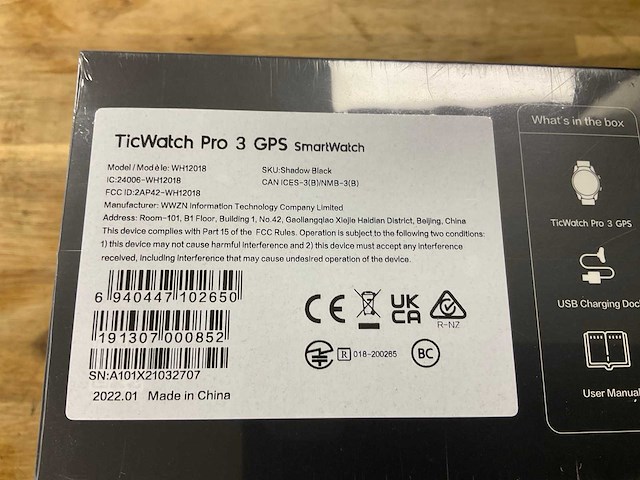 TicWatch Pro 3 GPS SmartWatch
Model / Modèle: WH12018
SKU:Shadow Black
IC:24006-WH12018
CAN ICES-3(B)/NMB-3(B)
FCC ID:2AP42-WH12018
Manufacturer: WWZN Information Technology Company Limited
Address: Room-101, B1 Floor, Building 1, No.42, Gaoliangqiao Xiejie Haidian District, Beijing, China
This device complies with Part 15 of the FCC Rules. Operation is subject to the following two conditions:
1) this device may not cause harmful interference and 2) this device must accept any interference
received, including interference that may cause undesired operation of the device.
6 940447 102650
191307 000852
SN:A101X21032707
2022.01 Made in China
CE
UK
CA
R-NZ
R 018-200265
BC
What's in the box
TicWatch Pro 3 GPS
USB Charging Doc
User Manual